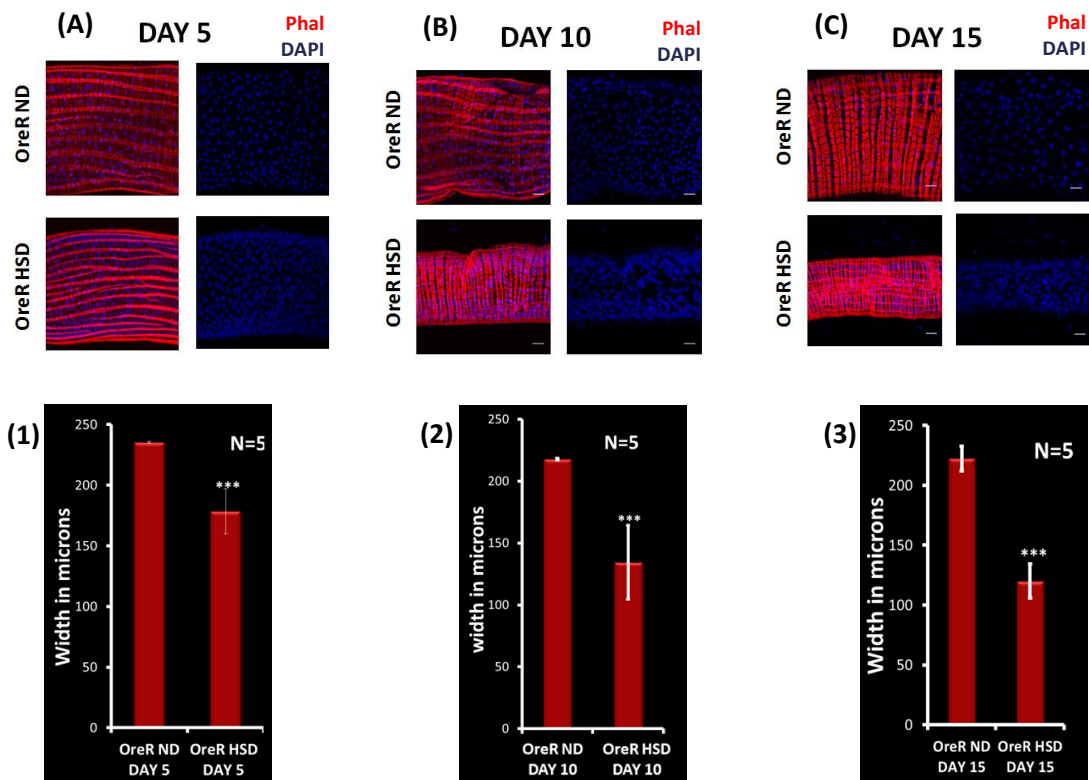 (A)
DAY 5
Phal
DAPI
OreR ND
OreR HSD
(B)
DAY 10
Phal
DAPI
OreR ND
OreR HSD
(C)
DAY 15
Phal
DAPI
OreR ND
OreR HSD
(1)
Width in microns
250
200
150
100
50
0
N=5
***
OreR ND
DAY 5
OreR HSD
DAY 5
(2)
width in microns
250
200
150
100
50
0
N=5
***
OreR ND
DAY 10
OreR HSD
DAY 10
(3)
Width in microns
250
200
150
100
50
0
N=5
***
OreR ND
DAY 15
OreR HSD
DAY 15